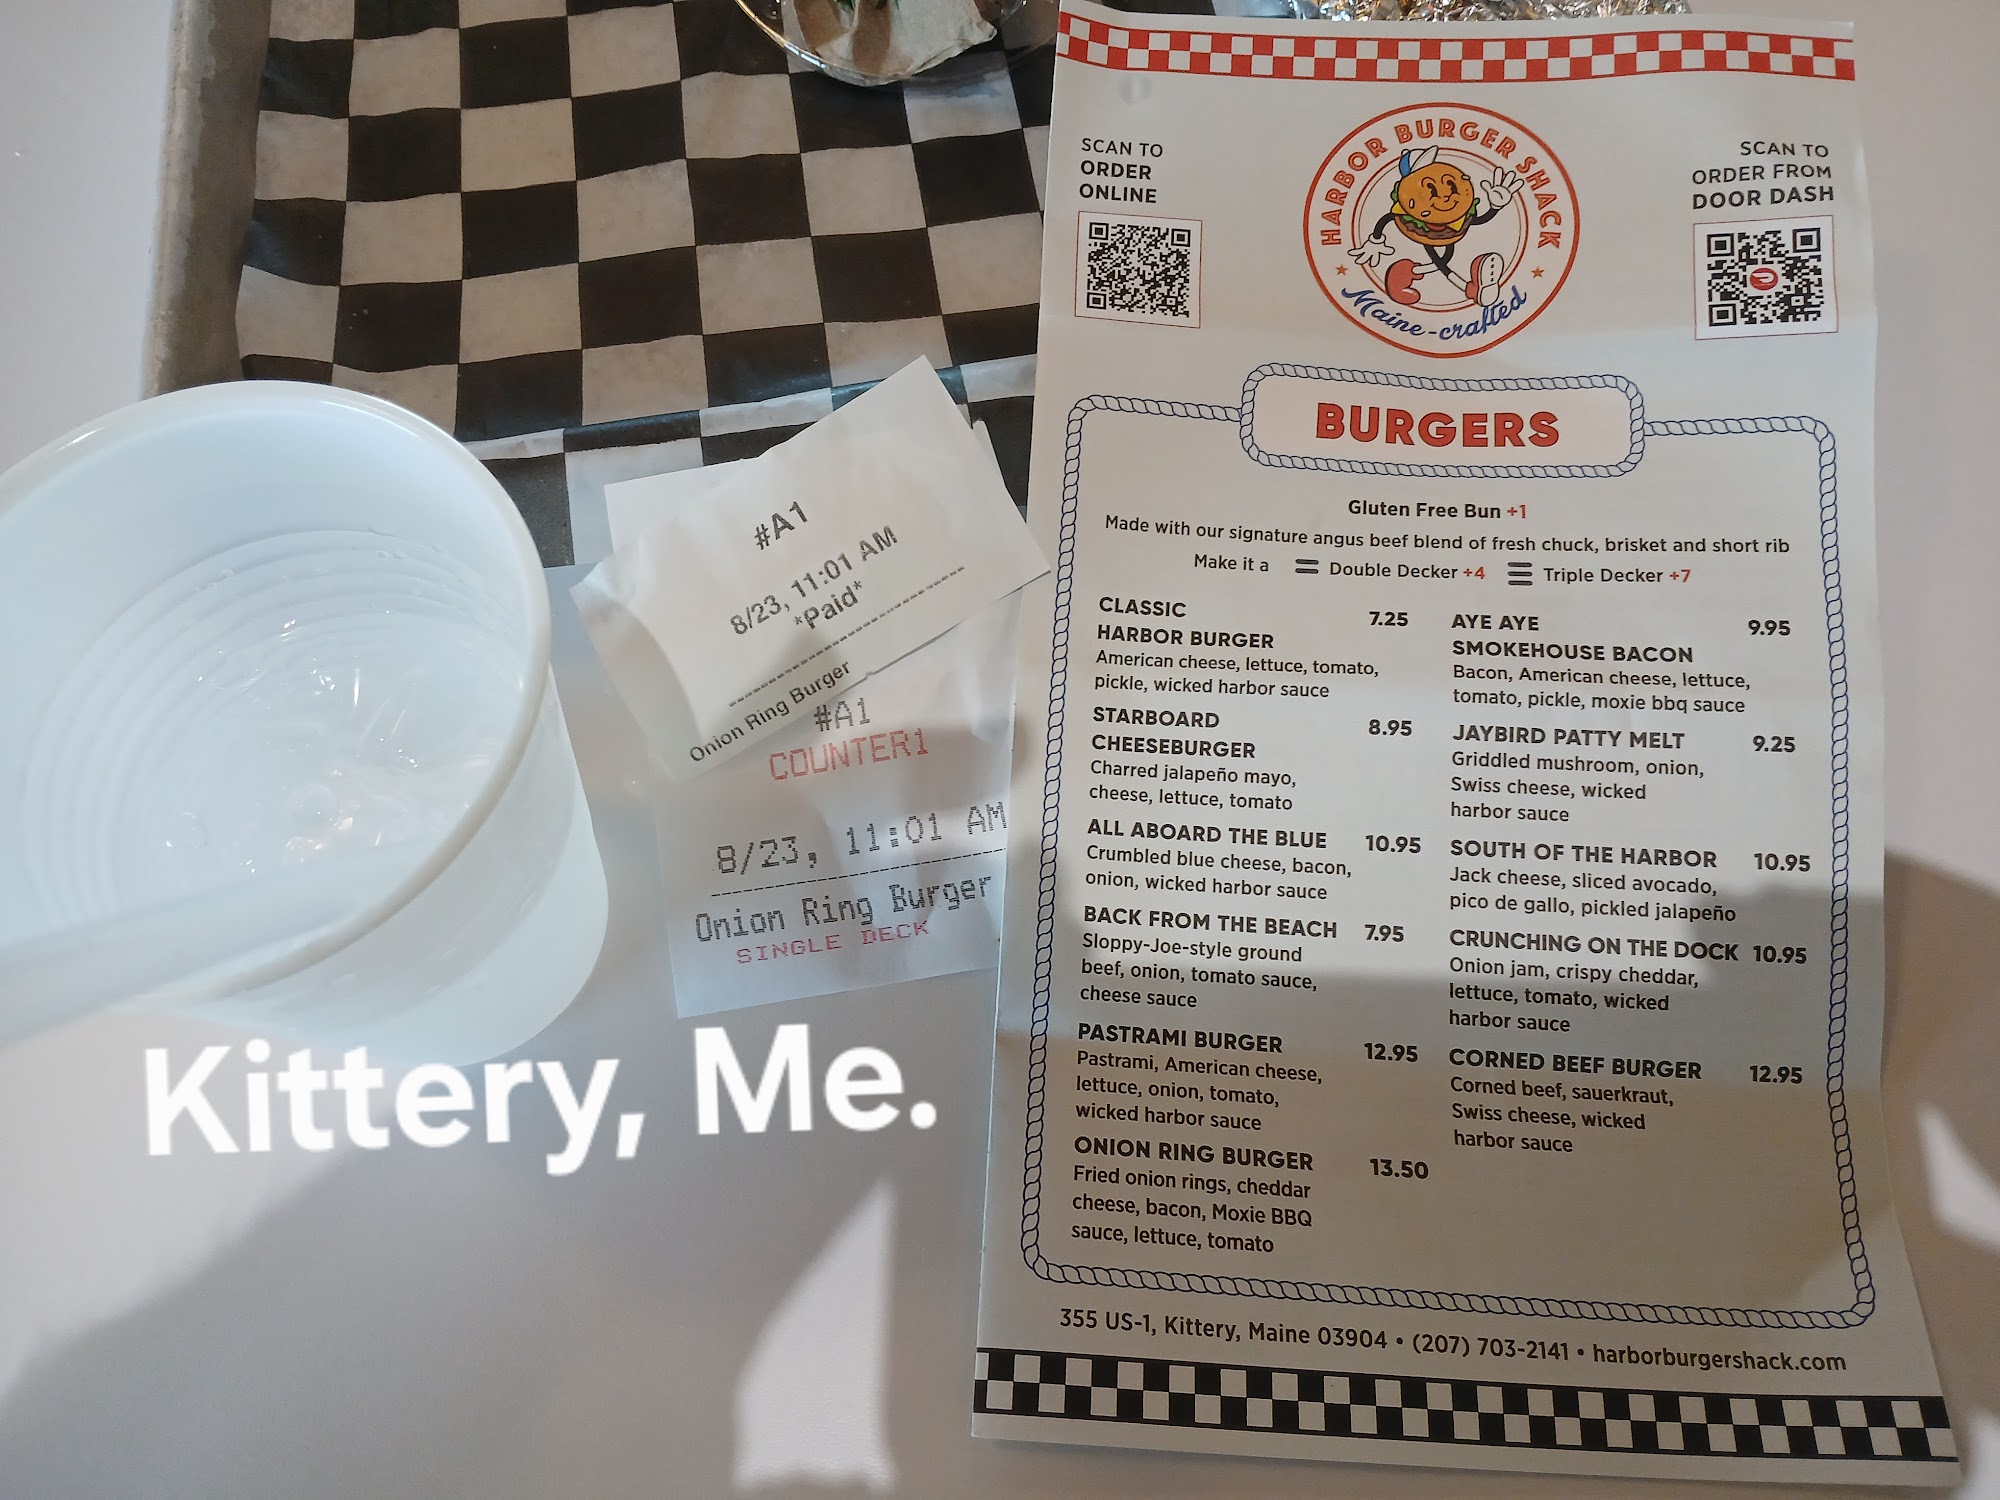 #A1
8/23, 11:01 AM
*Paid*
Onion Ring Burger
#A1
COUNTER1
8/23, 11:01 AM
Onion Ring Burger
SINGLE DECK
Kittery, Me.
SCAN TO
ORDER
ONLINE
HARBOR BURGER SHACK
Maine-crafted
SCAN TO
ORDER FROM
DOOR DASH
BURGERS
Gluten Free Bun +1
Made with our signature angus beef blend of fresh chuck, brisket and short rib
Make it a Double Decker +4 Triple Decker +7
CLASSIC 7.25
HARBOR BURGER
American cheese, lettuce, tomato,
pickle, wicked harbor sauce
STARBOARD 8.95
CHEESEBURGER
Charred jalapeño mayo,
cheese, lettuce, tomato
ALL ABOARD THE BLUE 10.95
Crumbled blue cheese, bacon,
onion, wicked harbor sauce
BACK FROM THE BEACH 7.95
Sloppy-Joe-style ground
beef, onion, tomato sauce,
cheese sauce
PASTRAMI BURGER 12.95
Pastrami, American cheese,
lettuce, onion, tomato,
wicked harbor sauce
ONION RING BURGER 13.50
Fried onion rings, cheddar
cheese, bacon, Moxie BBQ
sauce, lettuce, tomato
AYE AYE 9.95
SMOKEHOUSE BACON
Bacon, American cheese, lettuce,
tomato, pickle, moxie bbq sauce
JAYBIRD PATTY MELT 9.25
Griddled mushroom, onion,
Swiss cheese, wicked
harbor sauce
SOUTH OF THE HARBOR 10.95
Jack cheese, sliced avocado,
pico de gallo, pickled jalapeño
CRUNCHING ON THE DOCK 10.95
Onion jam, crispy cheddar,
lettuce, tomato, wicked
harbor sauce
CORNED BEEF BURGER 12.95
Corned beef, sauerkraut,
Swiss cheese, wicked
harbor sauce
355 US-1, Kittery, Maine 03904 • (207) 703-2141 • harborburgershack.com